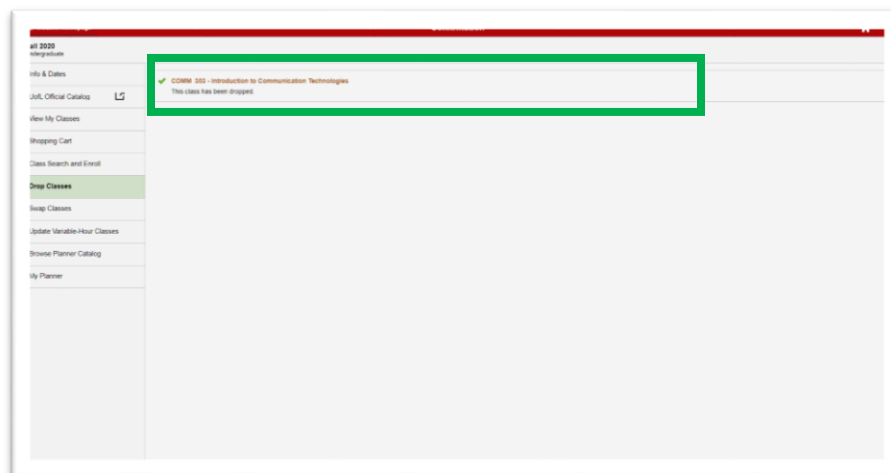 all 2020
ndergraduate
nfo & Dates
UofL Official Catalog
View My Classes
Shopping Cart
Class Search and Enroll
Drop Classes
Swap Classes
Update Variable-Hour Classes
Browse Planner Catalog
My Planner
COMM 353 - Introduction to Communication Technologies
This class has been dropped.